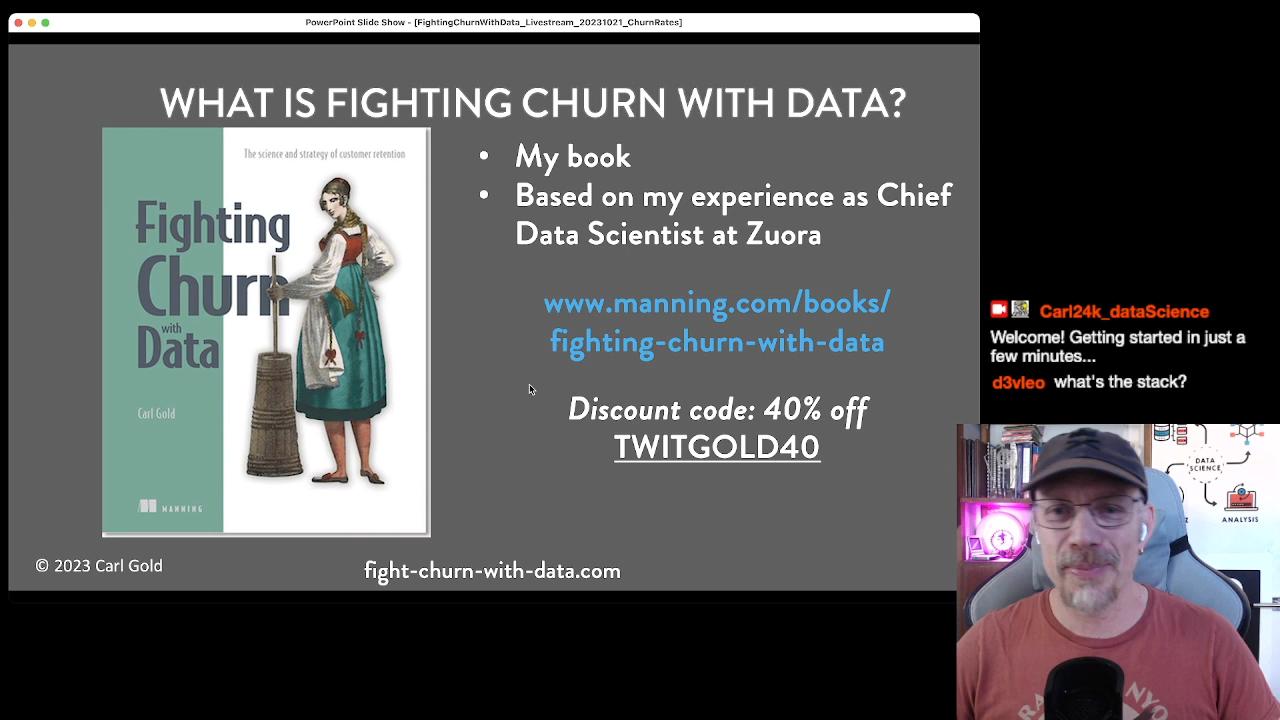 PowerPoint Slide Show - [FightingChurnWithData_Livestream_20231021_ChurnRates]
WHAT IS FIGHTING CHURN WITH DATA?
The science and strategy of customer retention
Fighting
Churn
with
Data
Carl Gold
MANNING
• My book
• Based on my experience as Chief
Data Scientist at Zuora
www.manning.com/books/
fighting-churn-with-data
Discount code: 40% off
TWITGOLD40
© 2023 Carl Gold
fight-churn-with-data.com
Carl24k_dataScience
Welcome! Getting started in just a
few minutes...
d3vleo what's the stack?
DATA
SCIENCE
ANALYSIS